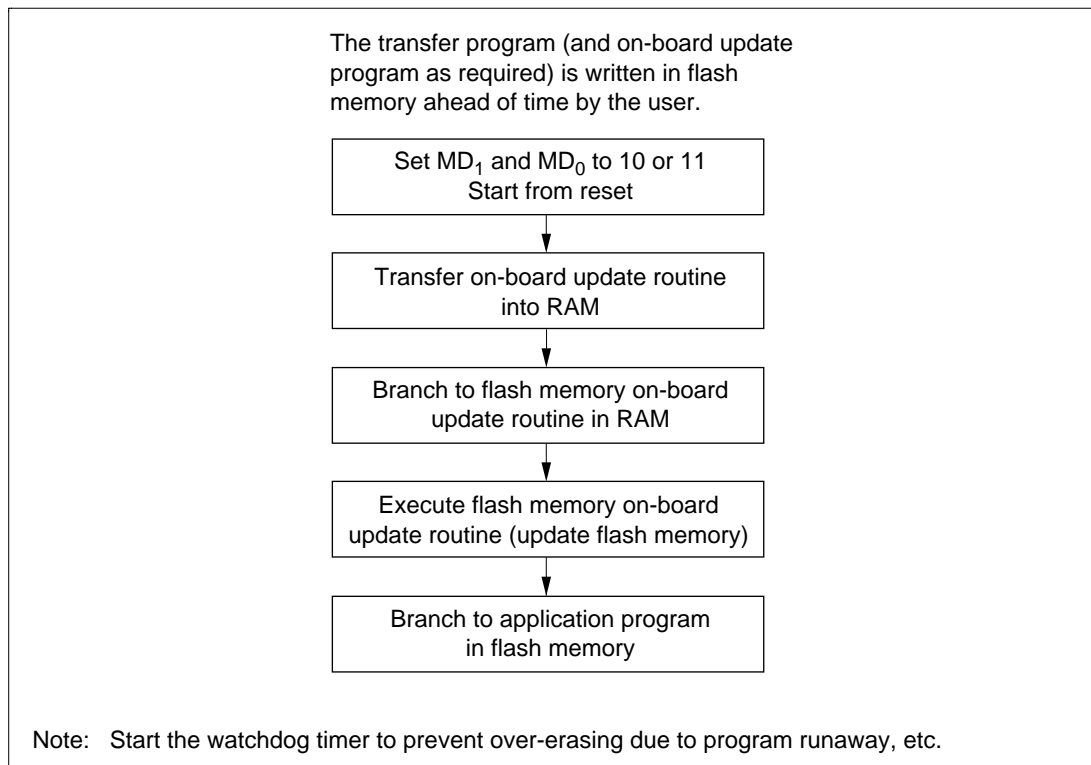 The transfer program (and on-board update
program as required) is written in flash
memory ahead of time by the user.
Set MD₁ and MD₀ to 10 or 11
Start from reset
Transfer on-board update routine
into RAM
Branch to flash memory on-board
update routine in RAM
Execute flash memory on-board
update routine (update flash memory)
Branch to application program
in flash memory
Note: Start the watchdog timer to prevent over-erasing due to program runaway, etc.